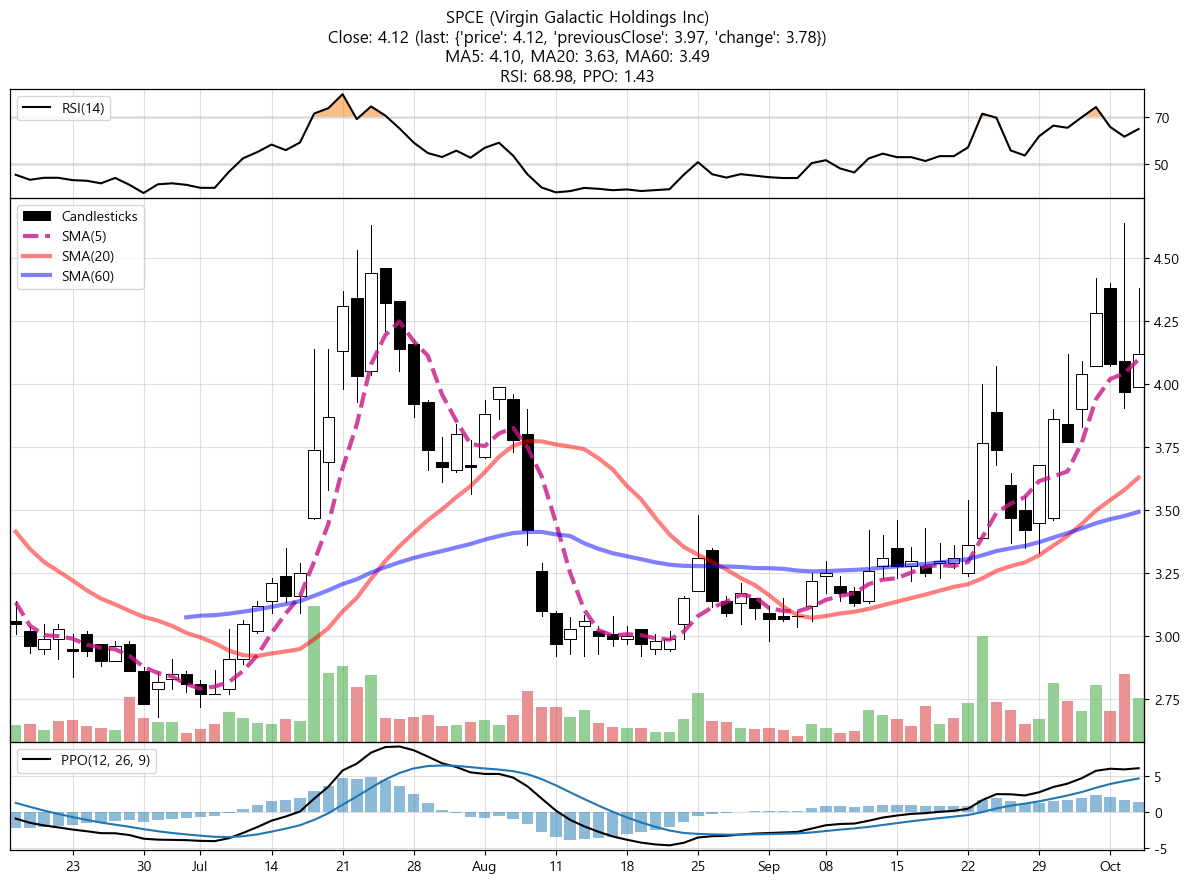 SPCE (Virgin Galactic Holdings Inc)
Close: 4.12 (last: {'price': 4.12, 'previousClose': 3.97, 'change': 3.78})
MA5: 4.10, MA20: 3.63, MA60: 3.49
RSI: 68.98, PPO: 1.43
RSI(14)
70
50
Candlesticks
SMA(5)
SMA(20)
SMA(60)
4.50
4.25
4.00
3.75
3.50
3.25
3.00
2.75
PPO(12, 26, 9)
5
0
-5
23 30 Jul 14 21 28 Aug 11 18 25 Sep 08 15 22 29 Oct